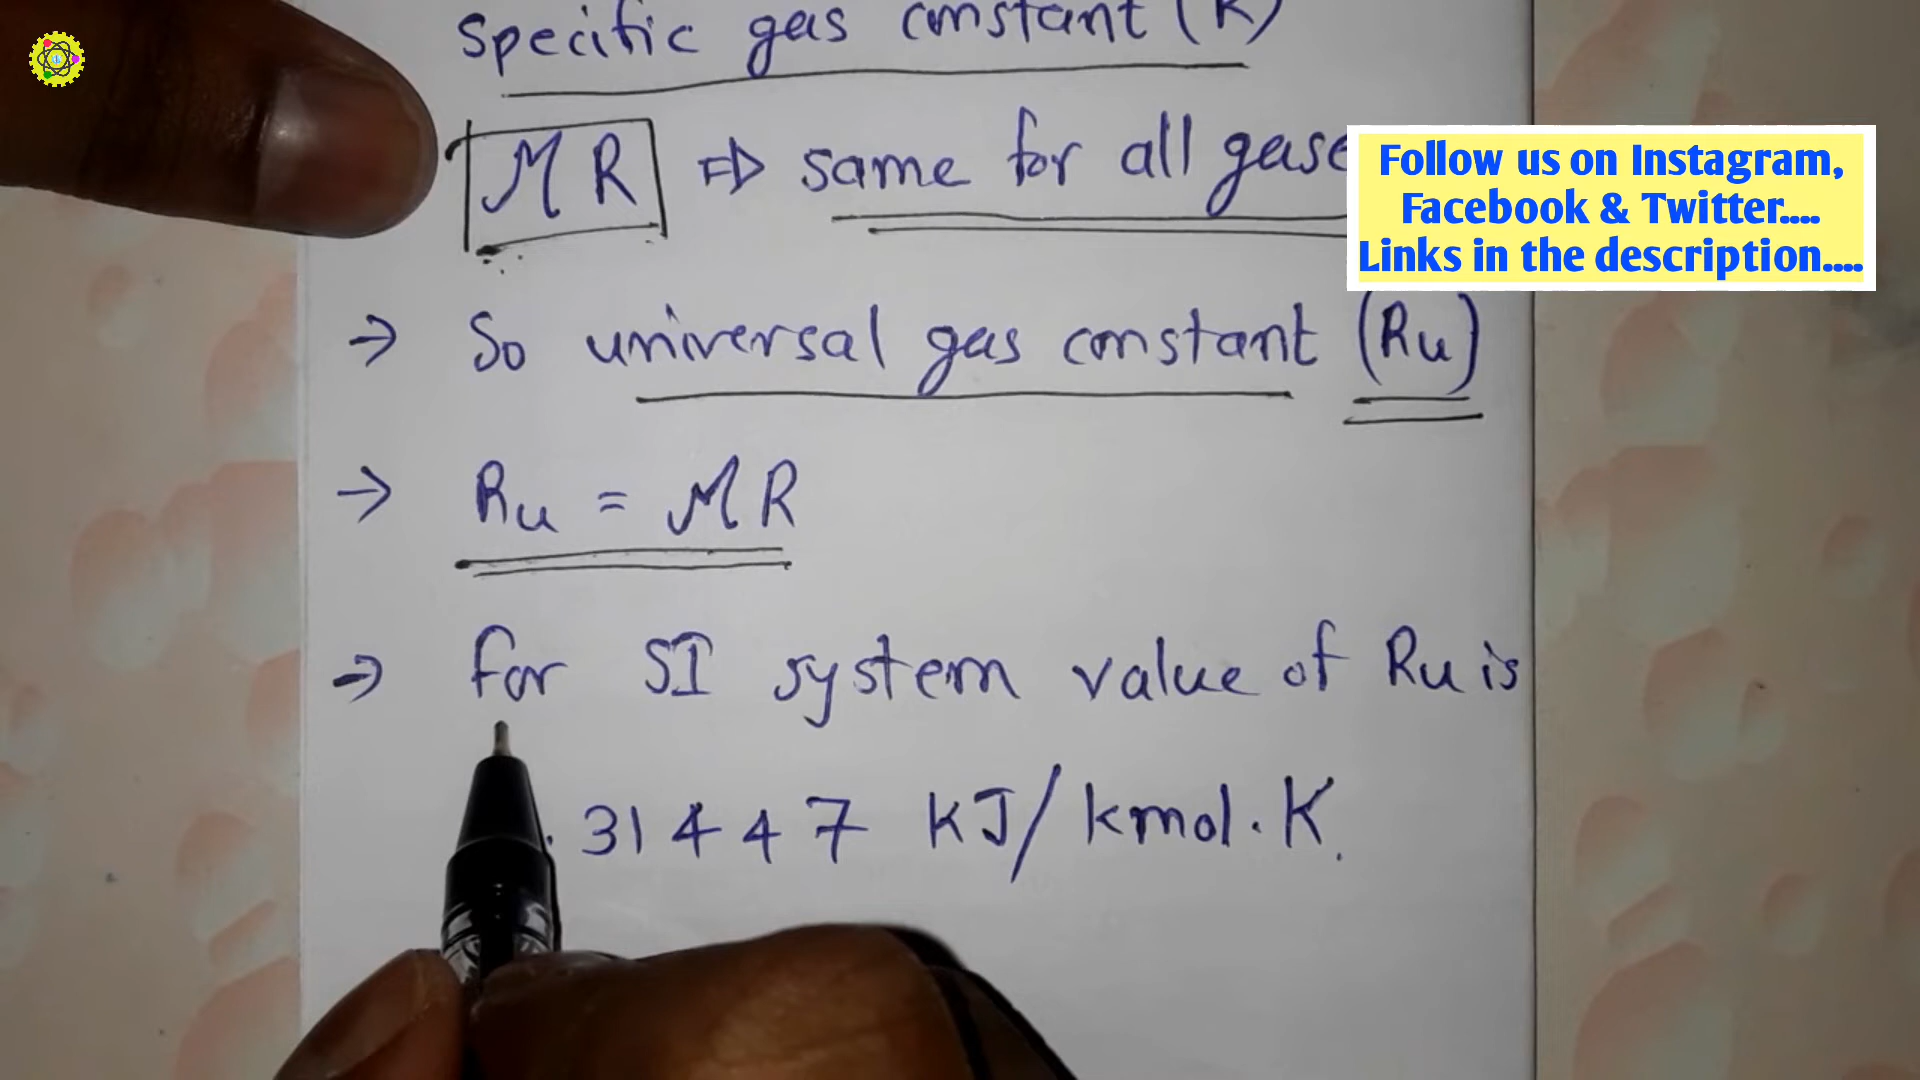 specific gas constant (R)
MR ⇒ same for all gase
Follow us on Instagram,
Facebook & Twitter....
Links in the description....
→ So universal gas constant (Ru)
→ Ru = MR
→ for SI system value of Ru is
.31447 KJ/kmol.K.